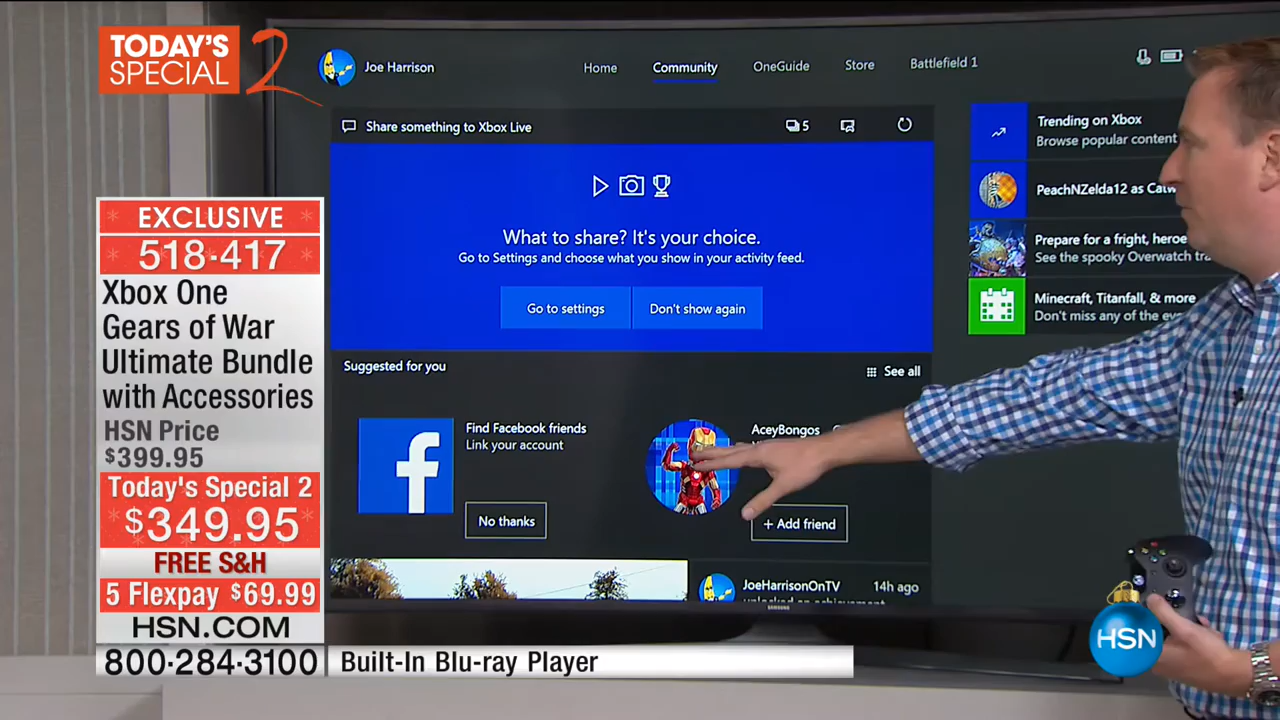 TODAY'S
SPECIAL 2
EXCLUSIVE
518-417
Xbox One
Gears of War
Ultimate Bundle
with Accessories
HSN Price
$399.95
Today's Special 2
$349.95
FREE S&H
5 Flexpay $69.99
HSN.COM
800-284-3100
Built-In Blu-ray Player
Joe Harrison
Home
Community
OneGuide
Store
Battlefield 1
Share something to Xbox Live
5
What to share? It's your choice.
Go to Settings and choose what you show in your activity feed.
Go to settings
Don't show again
Suggested for you
See all
Find Facebook friends
Link your account
No thanks
AceyBongos
+ Add friend
JoeHarrisonOnTV
14h ago
unlocked an achievement
Trending on Xbox
Browse popular content
PeachNZelda12 as
Prepare for a fright,
See the spooky Overwatch
Minecraft, Titanfall, & more
Don't miss any of the
SAMSUNG
HSN